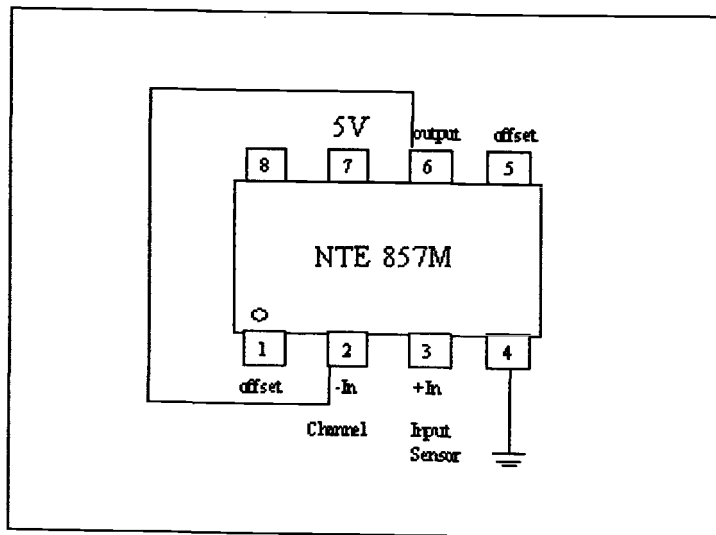 5V output offset
8 7 6 5
NTE 857M
1 2 3 4
offset -In +In
Channel Input
Sensor